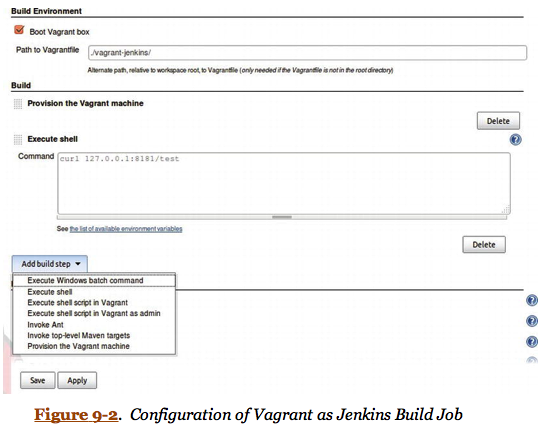 Build Environment
Boot Vagrant box
Path to Vagrantfile
./vagrant-jenkins/
Alternate path, relative to workspace root, to Vagrantfile (only needed if the Vagrantfile is not in the root directory)
Build
Provision the Vagrant machine
Delete
Execute shell
Command
curl 127.0.0.1:8181/test
See the list of available environment variables
Delete
Add build step
Execute Windows batch command
Execute shell
Execute shell script in Vagrant
Execute shell script in Vagrant as admin
Invoke Ant
Invoke top-level Maven targets
Provision the Vagrant machine
Save Apply
Figure 9-2. Configuration of Vagrant as Jenkins Build Job